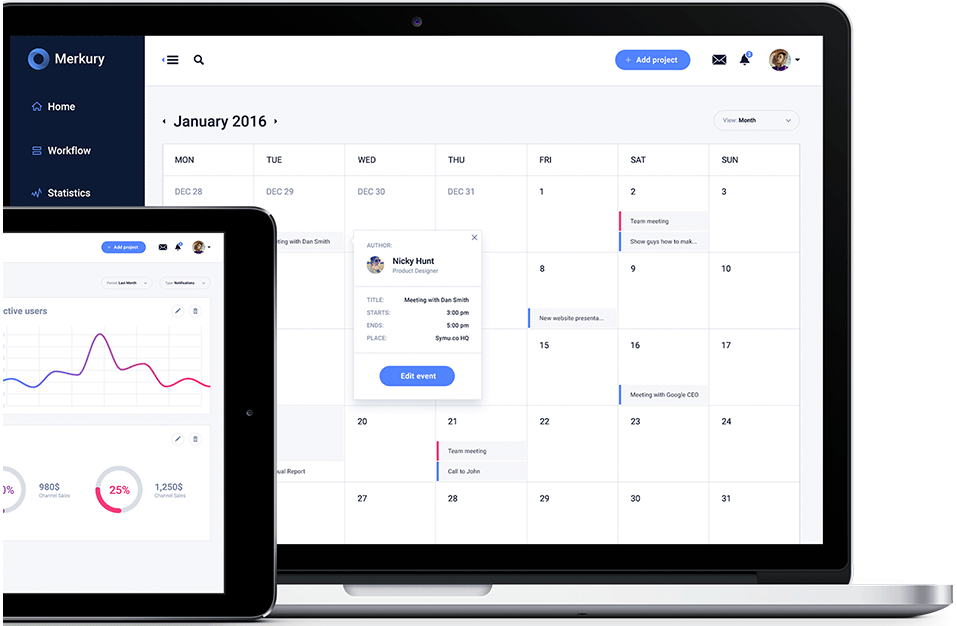 Merkury
Add project
Home
Workflow
Statistics
January 2016
View: Month
MON TUE WED THU FRI SAT SUN
DEC 28 DEC 29 DEC 30 DEC 31 1 2 3
Team meeting
eting with Dan Smith
Show guys how to mak...
AUTHOR:
Nicky Hunt
Product Designer
TITLE: Meeting with Dan Smith
STARTS: 3:00 pm
ENDS: 5:00 pm
PLACE: Symu.co HQ
Edit event
8 9 10
New website presenta...
15 16 17
Meeting with Google CEO
20 21 22 23 24
Team meeting
ual Report
Call to John
27 28 29 30 31
Add project
Period: Last Month
Type: Notifications
ctive users
0%
980$
Channel Sales
25%
1,250$
Channel Sales